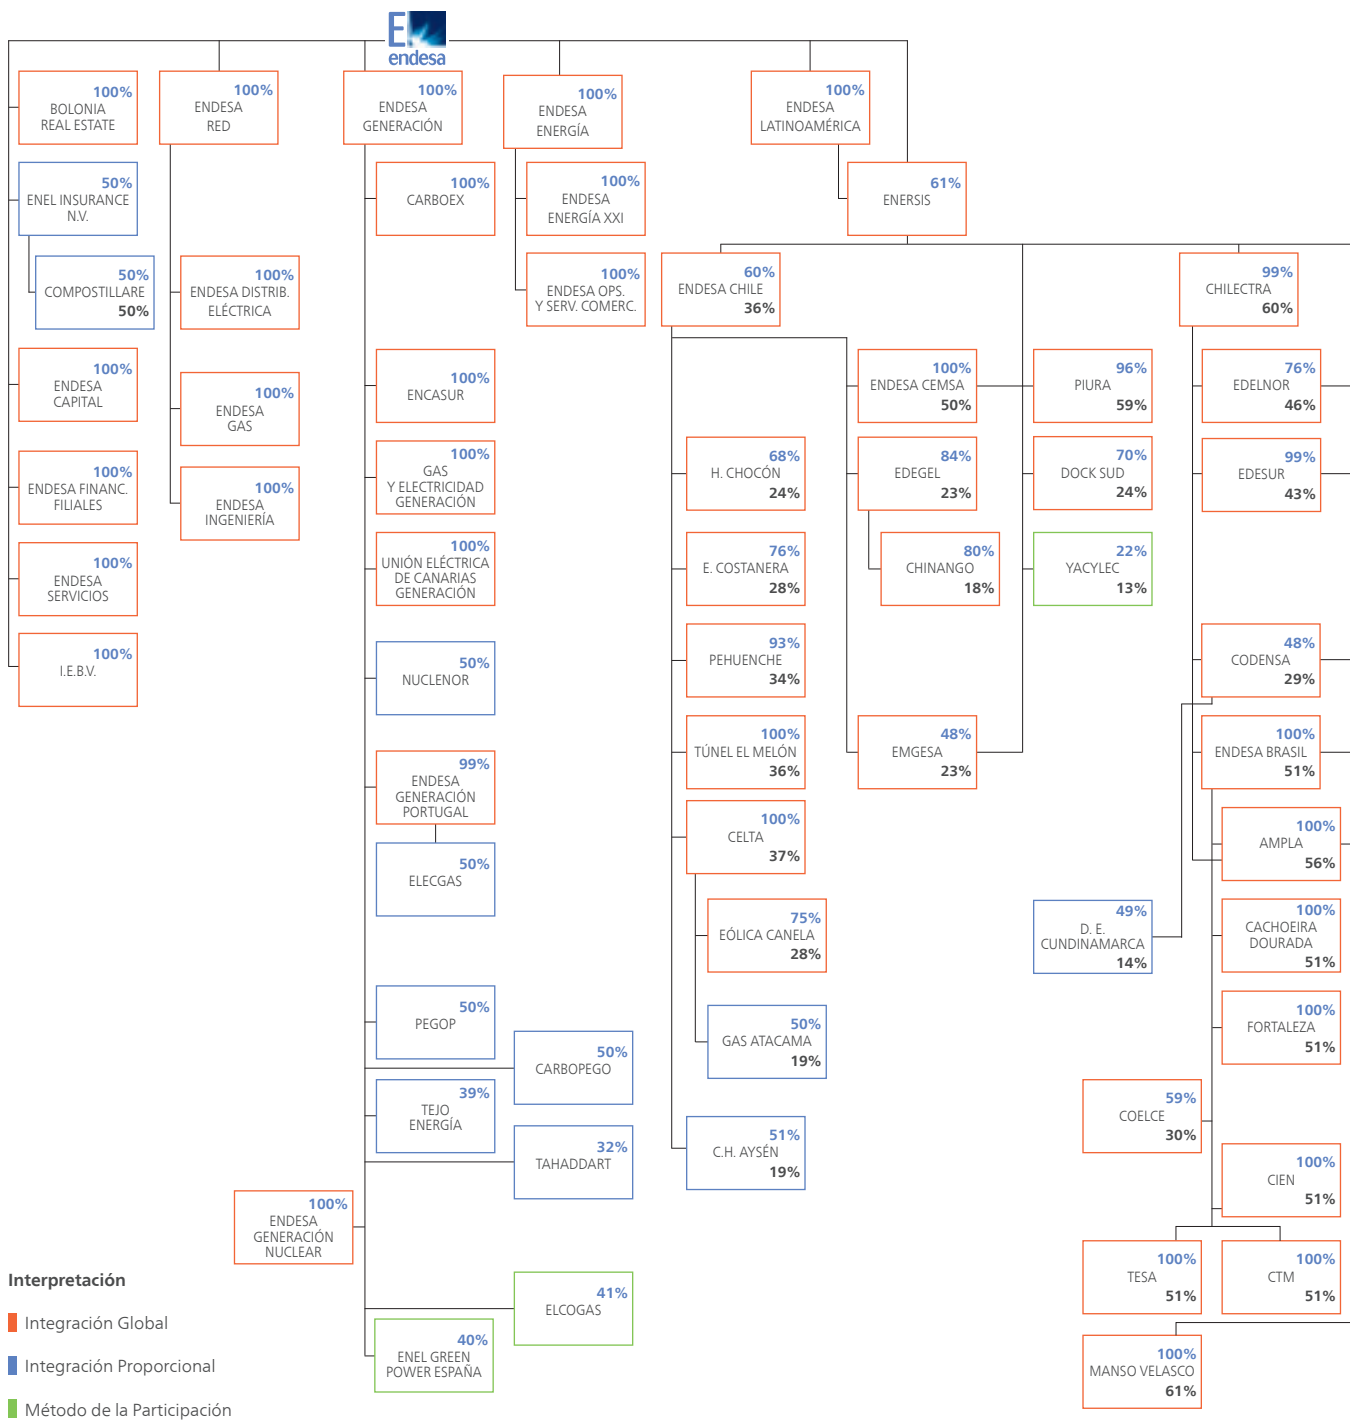 E
endesa
100%
BOLONIA
REAL ESTATE
100%
ENDESA
RED
100%
ENDESA
GENERACIÓN
100%
ENDESA
ENERGÍA
100%
ENDESA
LATINOAMÉRICA
50%
ENEL INSURANCE
N.V.
50%
COMPOSTILLARE
50%
100%
ENDESA
CAPITAL
100%
ENDESA FINANC.
FILIALES
100%
ENDESA
SERVICIOS
100%
I.E.B.V.
100%
ENDESA DISTRIB.
ELÉCTRICA
100%
ENDESA
GAS
100%
ENDESA
INGENIERÍA
100%
CARBOEX
100%
ENCASUR
100%
GAS
Y ELECTRICIDAD
GENERACIÓN
100%
UNIÓN ELÉCTRICA
DE CANARIAS
GENERACIÓN
50%
NUCLENOR
99%
ENDESA
GENERACIÓN
PORTUGAL
50%
ELECGAS
50%
PEGOP
50%
CARBOPEGO
39%
TEJO
ENERGÍA
32%
TAHADDART
100%
ENDESA
GENERACIÓN
NUCLEAR
41%
ELCOGAS
40%
ENEL GREEN
POWER ESPAÑA
100%
ENDESA
ENERGÍA XXI
100%
ENDESA OPS.
Y SERV. COMERC.
61%
ENERSIS
60%
ENDESA CHILE
36%
68%
H. CHOCÓN
24%
76%
E. COSTANERA
28%
93%
PEHUENCHE
34%
100%
TÚNEL EL MELÓN
36%
100%
CELTA
37%
75%
EÓLICA CANELA
28%
50%
GAS ATACAMA
19%
51%
C.H. AYSÉN
19%
100%
ENDESA CEMSA
50%
84%
EDEGEL
23%
80%
CHINANGO
18%
48%
EMGESA
23%
96%
PIURA
59%
70%
DOCK SUD
24%
22%
YACYLEC
13%
99%
CHILECTRA
60%
76%
EDELNOR
46%
99%
EDESUR
43%
48%
CODENSA
29%
49%
D. E.
CUNDINAMARCA
14%
100%
ENDESA BRASIL
51%
100%
AMPLA
56%
100%
CACHOEIRA
DOURADA
51%
100%
FORTALEZA
51%
59%
COELCE
30%
100%
CIEN
51%
100%
TESA
51%
100%
CTM
51%
100%
MANSO VELASCO
61%
Interpretación
Integración Global
Integración Proporcional
Método de la Participación